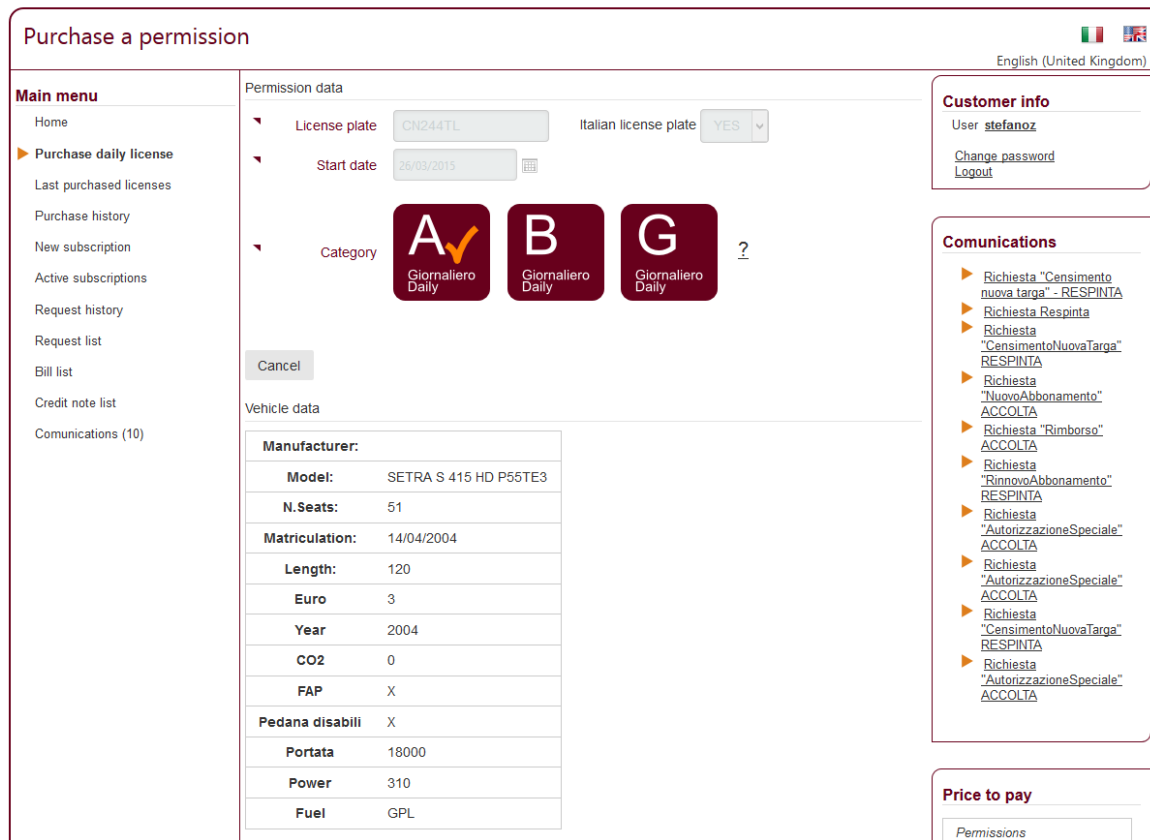 Purchase a permission
English (United Kingdom)
Main menu
Home
Purchase daily license
Last purchased licenses
Purchase history
New subscription
Active subscriptions
Request history
Request list
Bill list
Credit note list
Comunications (10)
Permission data
License plate CN244TL Italian license plate YES
Start date 26/03/2015
Category
A
Giornaliero
Daily
B
Giornaliero
Daily
G
Giornaliero
Daily
?
Cancel
Vehicle data
Manufacturer:
Model: SETRA S 415 HD P55TE3
N.Seats: 51
Matriculation: 14/04/2004
Length: 120
Euro 3
Year 2004
CO2 0
FAP X
Pedana disabili X
Portata 18000
Power 310
Fuel GPL
Customer info
User stefanoz
Change password
Logout
Comunications
Richiesta "Censimento
nuova targa" - RESPINTA
Richiesta Respinta
Richiesta
"CensimentoNuovaTarga"
RESPINTA
Richiesta
"NuovoAbbonamento"
ACCOLTA
Richiesta "Rimborso"
ACCOLTA
Richiesta
"RinnovoAbbonamento"
RESPINTA
Richiesta
"AutorizzazioneSpeciale"
ACCOLTA
Richiesta
"AutorizzazioneSpeciale"
ACCOLTA
Richiesta
"CensimentoNuovaTarga"
RESPINTA
Richiesta
"AutorizzazioneSpeciale"
ACCOLTA
Price to pay
Permissions